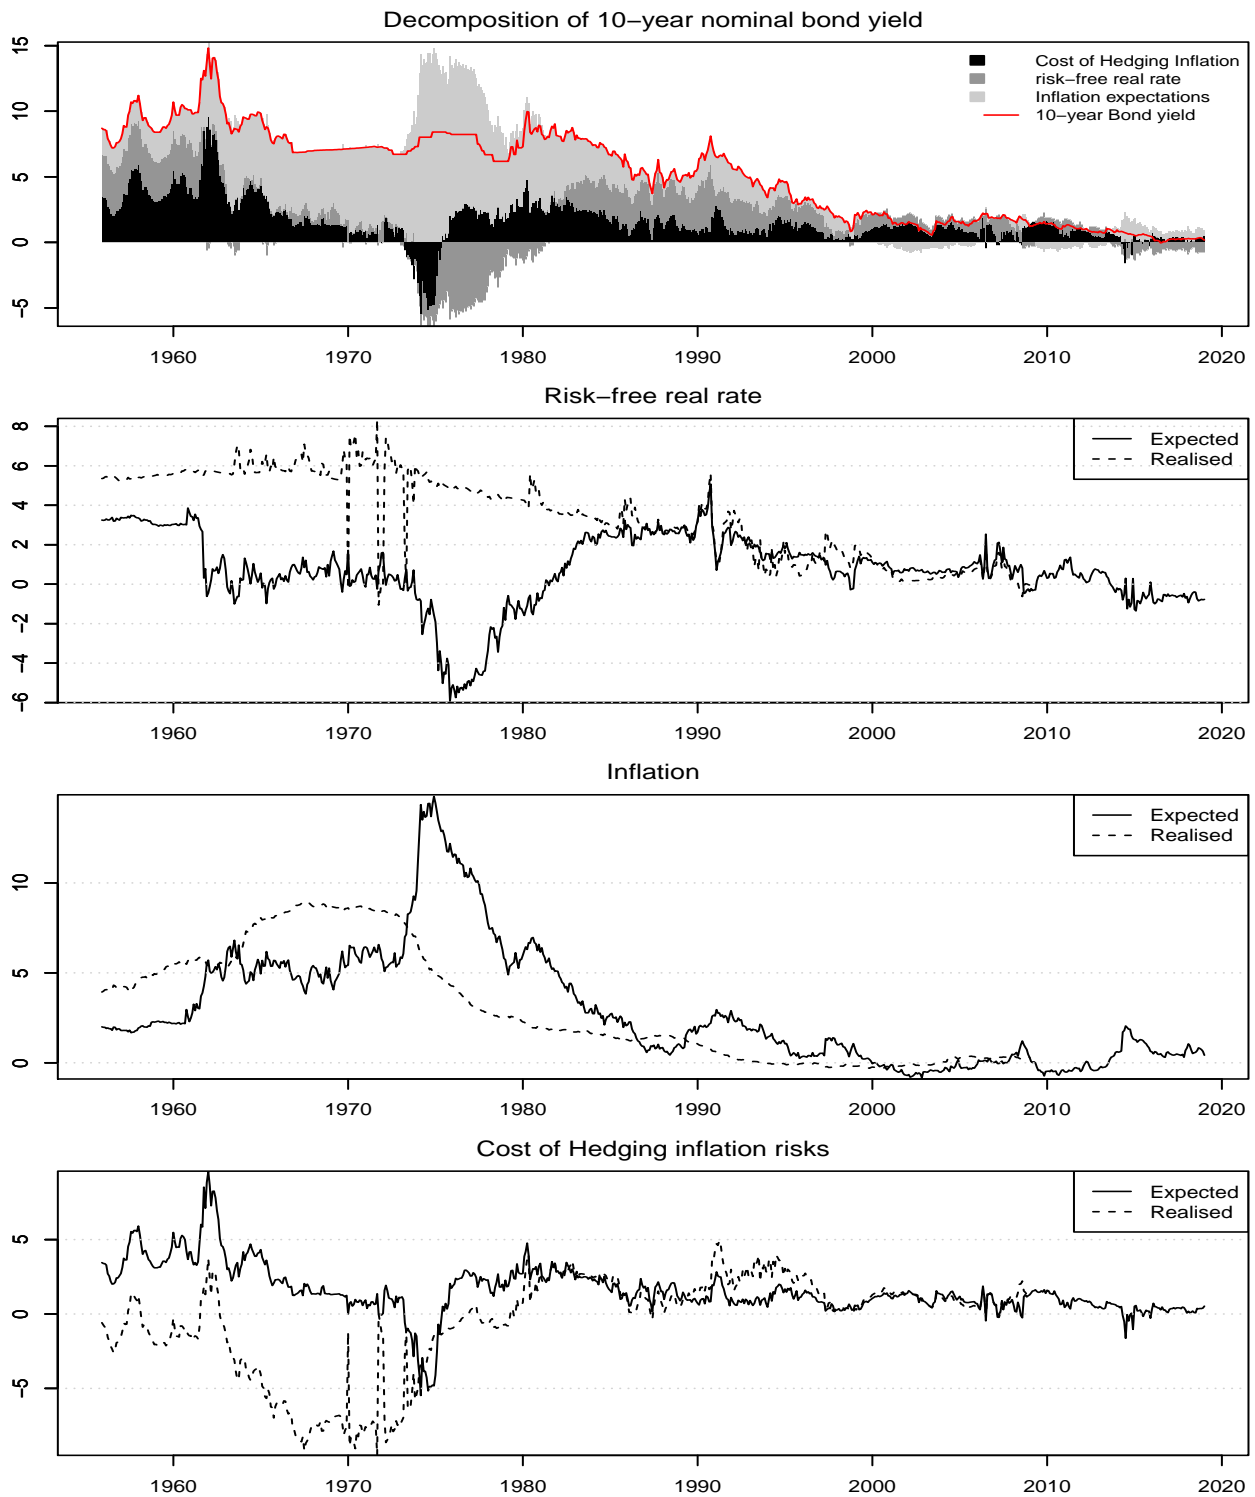 Decomposition of 10−year nominal bond yield
15
10
5
0
−5
Cost of Hedging Inflation
risk−free real rate
Inflation expectations
10−year Bond yield
1960 1970 1980 1990 2000 2010 2020
Risk−free real rate
8
6
4
2
0
−2
−4
−6
Expected
Realised
1960 1970 1980 1990 2000 2010 2020
Inflation
10
5
0
Expected
Realised
1960 1970 1980 1990 2000 2010 2020
Cost of Hedging inflation risks
5
0
−5
Expected
Realised
1960 1970 1980 1990 2000 2010 2020